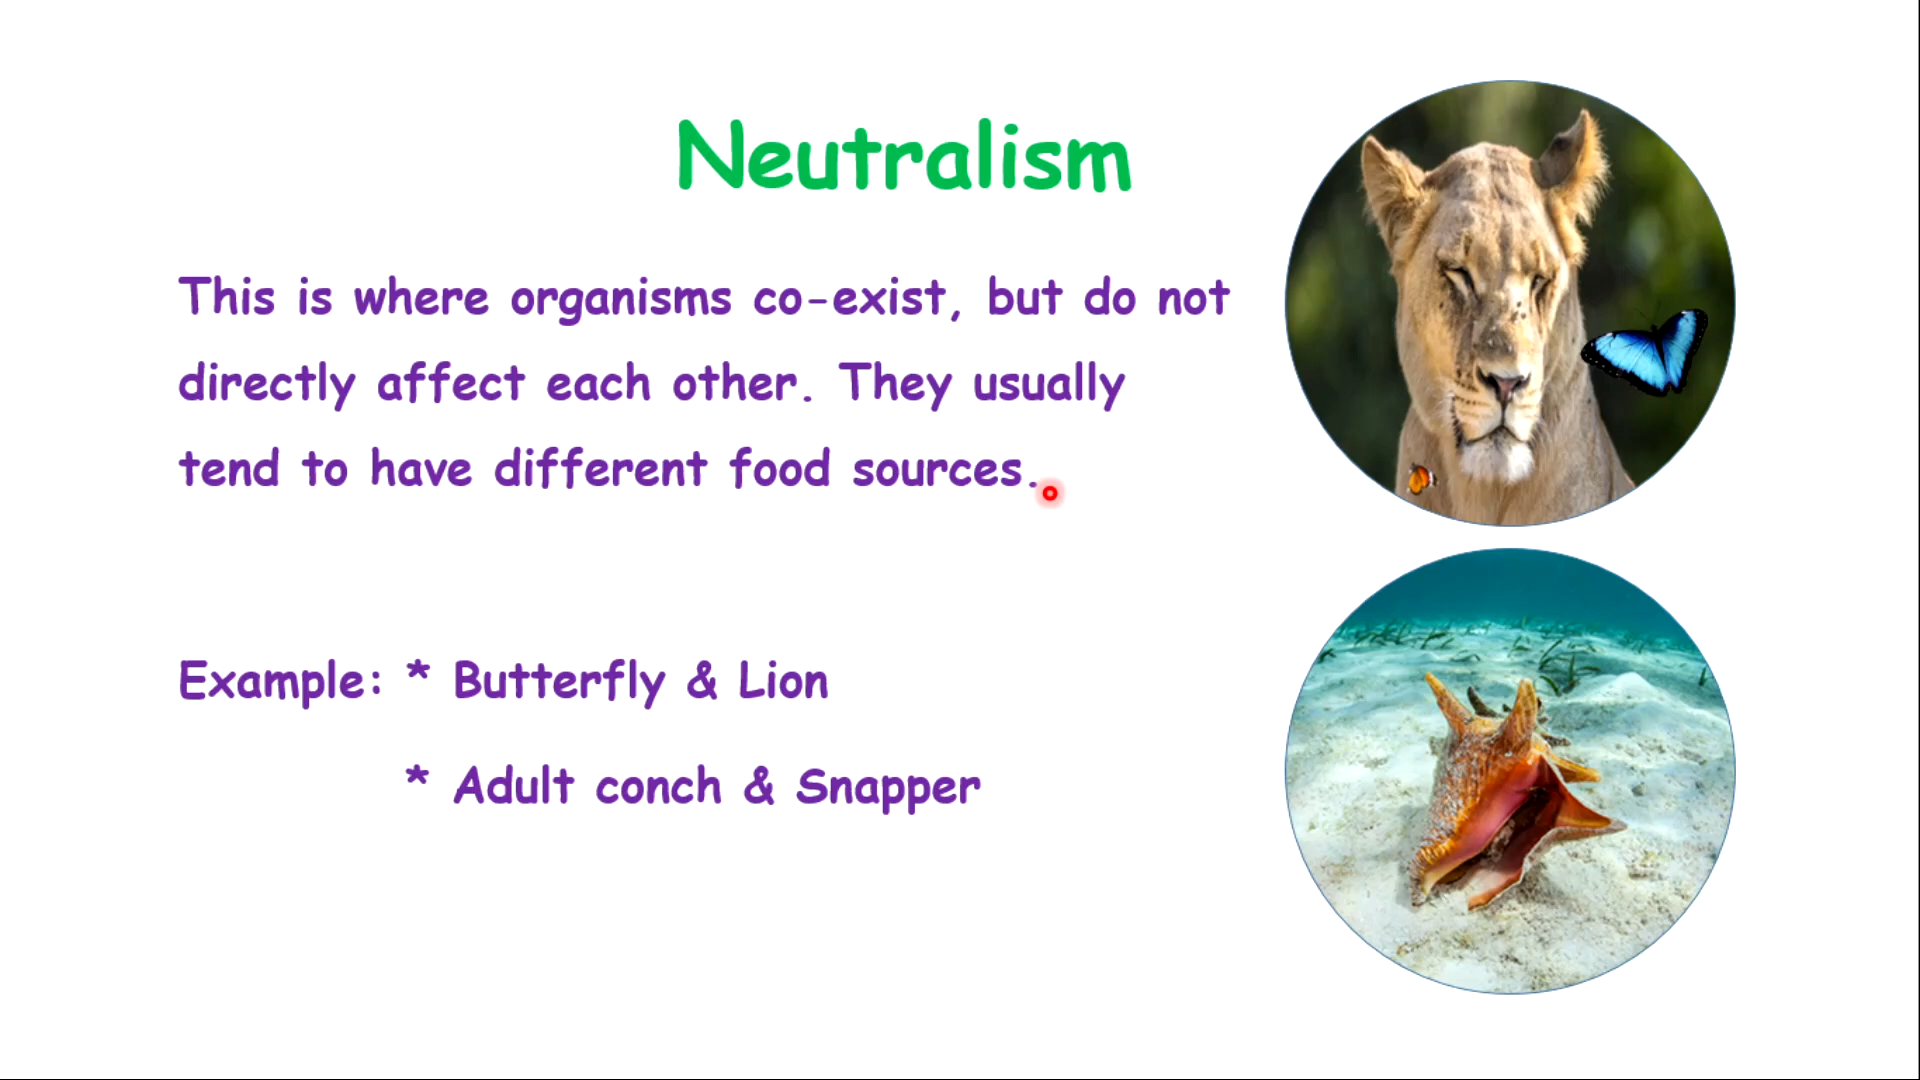 Neutralism
This is where organisms co-exist, but do not
directly affect each other. They usually
tend to have different food sources.
Example: * Butterfly & Lion
* Adult conch & Snapper